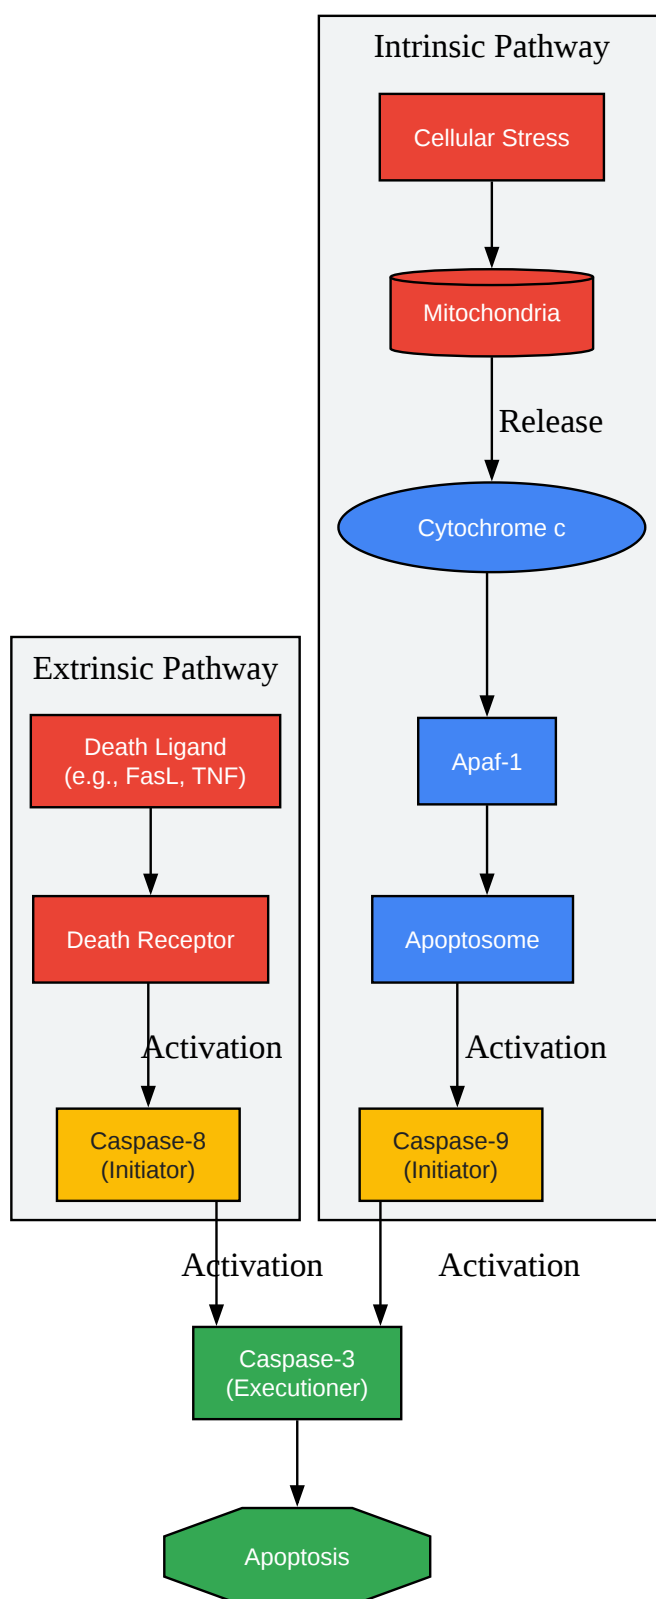 Intrinsic Pathway
Cellular Stress
Mitochondria
Release
Cytochrome c
Extrinsic Pathway
Death Ligand
(e.g., FasL, TNF)
Apaf-1
Death Receptor
Apoptosome
Activation
Activation
Caspase-8
(Initiator)
Caspase-9
(Initiator)
Activation
Activation
Caspase-3
(Executioner)
Apoptosis